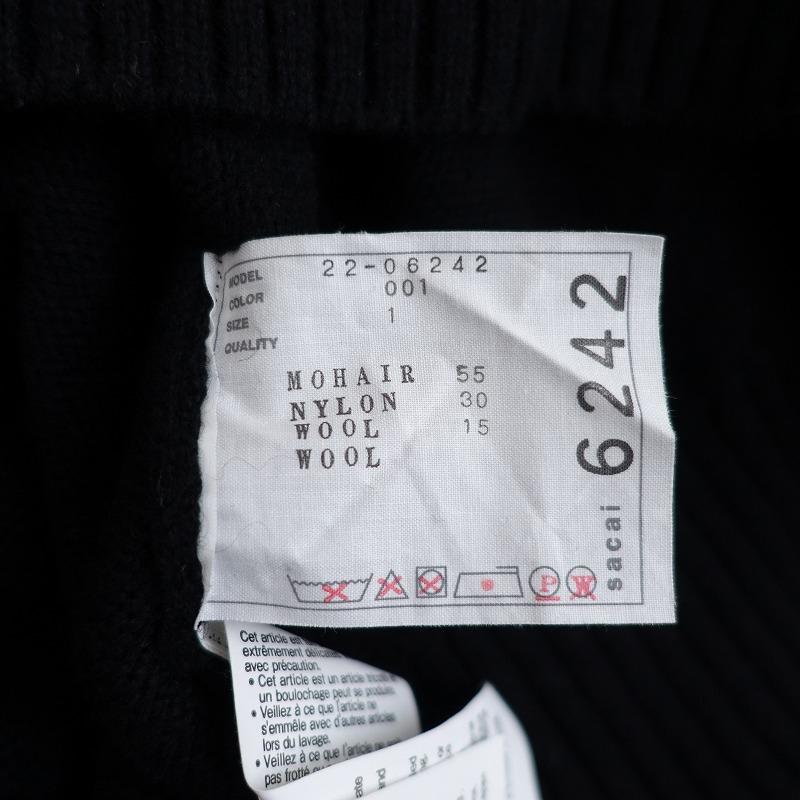 MODEL 22-06242
COLOR 001
SIZE 1
QUALITY
MOHAIR 55
NYLON 30
WOOL 15
WOOL
sacai 6242
P
W
Cet article est
extrêmement délicate
avec précaution.
• Cet article est un article
un boulochage peut se produire
• Veillez à ce que l'article ne
s'emmêle avec d'autres articles
lors du lavage.
• Veillez à ce que l'article ne
pas frotté